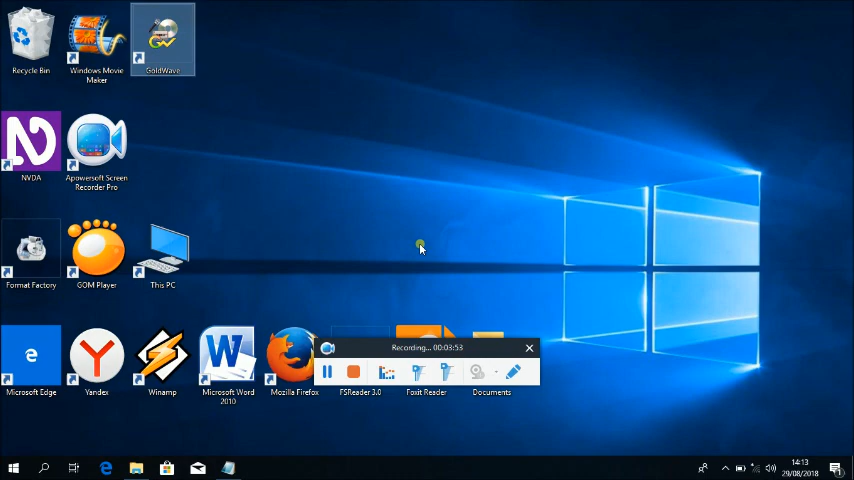 Recycle Bin
Windows Movie
Maker
GoldWave
NVDA
Apowersoft Screen
Recorder Pro
Format Factory
GOM Player
This PC
Recording... 00:03:53
Microsoft Edge
Yandex
Winamp
Microsoft Word
2010
Mozilla Firefox
FSReader 3.0
Foxit Reader
Documents
14:13
29/08/2018
1